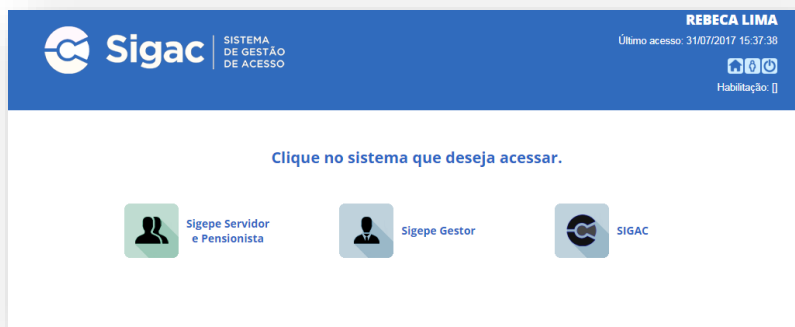 REBECA LIMA
Último acesso: 31/07/2017 15:37:38
Sigac
SISTEMA
DE GESTÃO
DE ACESSO
Habilitação: []
Clique no sistema que deseja acessar.
Sigepe Servidor
e Pensionista
Sigepe Gestor
SIGAC